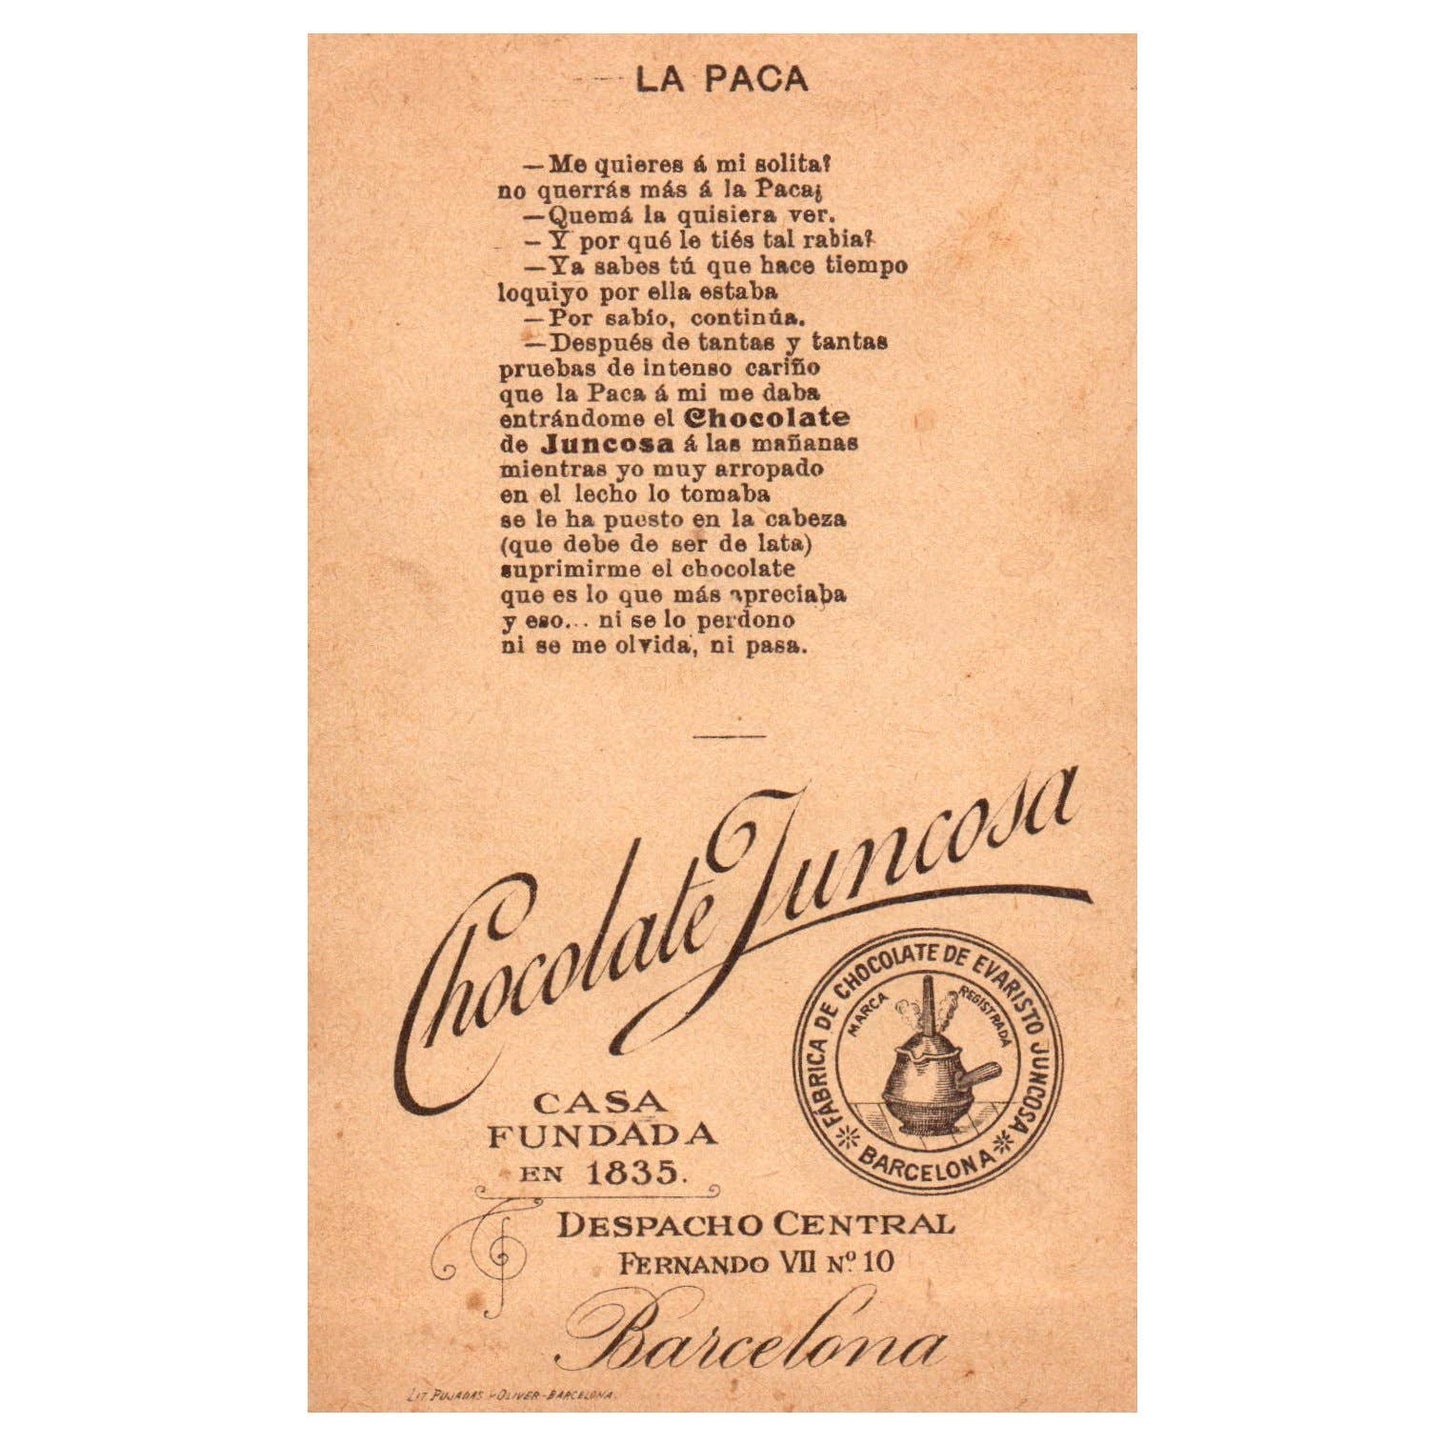 LA PACA
—Me quieres á mi solita?
no querrás más á la Paca¡
—Quemá la quisiera ver.
—Y por qué le tiés tal rabia?
—Ya sabes tú que hace tiempo
loquiyo por ella estaba
—Por sabío, continúa.
—Después de tantas y tantas
pruebas de intenso cariño
que la Paca á mi me daba
entrándome el Chocolate
de Juncosa á las mañanas
mientras yo muy arropado
en el lecho lo tomaba
se le ha puesto en la cabeza
(que debe de ser de lata)
suprimirme el chocolate
que es lo que más apreciaba
y eso... ni se lo perdono
ni se me olvida, ni pasa.
Chocolate Juncosa
FÁBRICA DE CHOCOLATE DE EVARISTO JUNCOSA
MARCA REGISTRADA
BARCELONA
CASA
FUNDADA
EN 1835.
DESPACHO CENTRAL
FERNANDO VII Nº 10
Barcelona
LIT. PUJADAS Y OLIVER-BARCELONA.